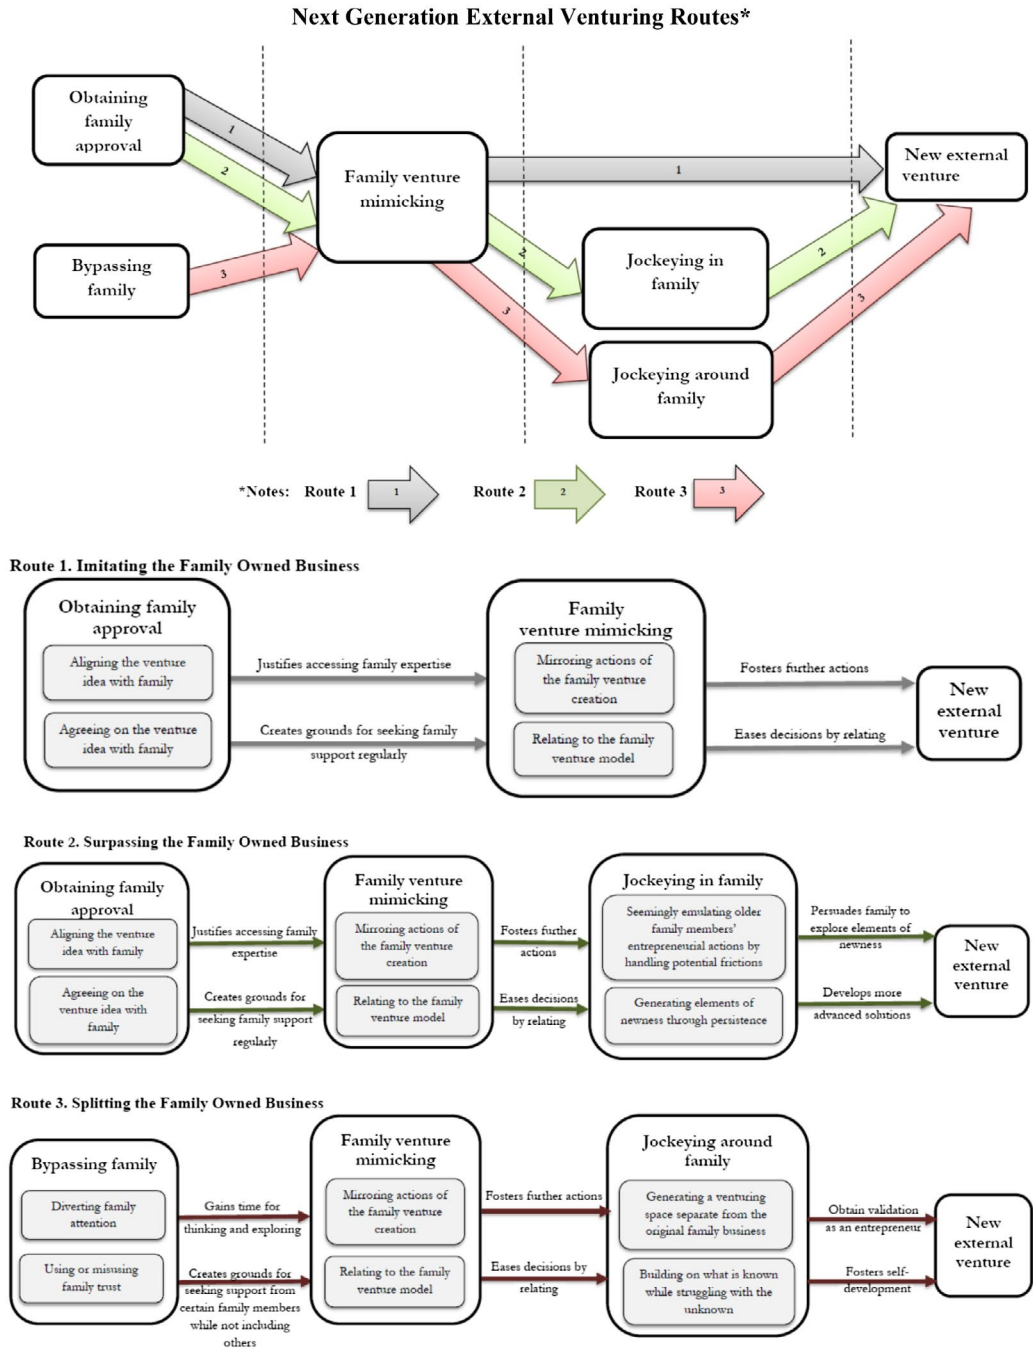 Next Generation External Venturing Routes*
Obtaining
family
approval
1
2
Bypassing
family
3
Family venture
mimicking
1
2
3
Jockeying in
family
Jockeying around
family
2
3
New external
venture
*Notes: Route 1 1 Route 2 2 Route 3 3
Route 1. Imitating the Family Owned Business
Obtaining family
approval
Aligning the venture
idea with family
Agreeing on the venture
idea with family
Justifies accessing family expertise
Creates grounds for seeking family
support regularly
Family
venture mimicking
Mirroring actions of
the family venture
creation
Relating to the family
venture model
Fosters further actions
Eases decisions by relating
New
external
venture
Route 2. Surpassing the Family Owned Business
Obtaining family
approval
Aligning the venture
idea with family
Agreeing on the
venture idea with
family
Justifies accessing family
expertise
Creates grounds for
seeking family support
regularly
Family venture
mimicking
Mirroring actions of
the family venture
creation
Relating to the family
venture model
Fosters further
actions
Eases decisions
by relating
Jockeying in family
Seemingly emulating older
family members'
entrepreneurial actions by
handling potential frictions
Generating elements of
newness through persistence
Persuades family to
explore elements of
newness
Develops more
advanced solutions
New
external
venture
Route 3. Splitting the Family Owned Business
Bypassing family
Diverting family
attention
Using or misusing
family trust
Gains time for
thinking and exploring
Creates grounds for
seeking support from
certain family members
while not including
others
Family venture
mimicking
Mirroring actions of
the family venture
creation
Relating to the family
venture model
Fosters further actions
Eases decisions by
relating
Jockeying around
family
Generating a venturing
space separate from the
original family business
Building on what is known
while struggling with the
unknown
Obtain validation
as an entrepreneur
Fosters self-
development
New
external
venture